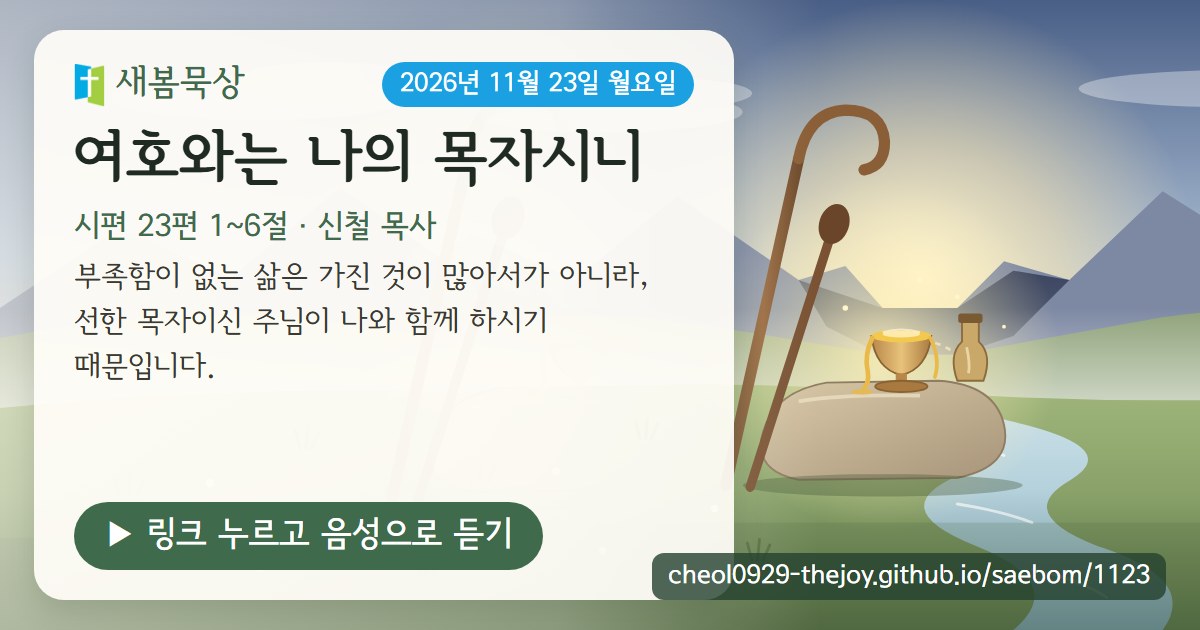 새봄묵상
2026년 11월 23일 월요일
여호와는 나의 목자시니
시편 23편 1~6절 · 신철 목사
부족함이 없는 삶은 가진 것이 많아서가 아니라,
선한 목자이신 주님이 나와 함께 하시기
때문입니다.
▶ 링크 누르고 음성으로 듣기
cheol0929-thejoy.github.io/saebom/1123